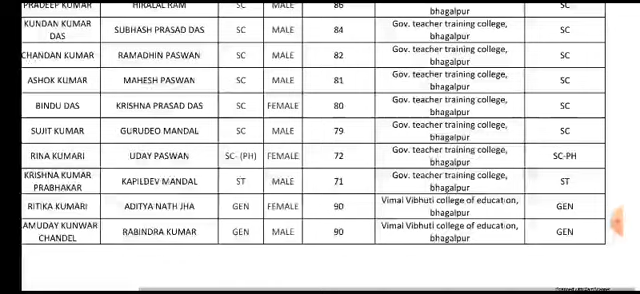 PRADEEP KUMAR HIRALAL RAM SC MALE 86 bhagalpur SC
KUNDAN KUMAR DAS SUBHASH PRASAD DAS SC MALE 84 Gov. teacher training college, bhagalpur SC
CHANDAN KUMAR RAMADHIN PASWAN SC MALE 82 Gov. teacher training college, bhagalpur SC
ASHOK KUMAR MAHESH PASWAN SC MALE 81 Gov. teacher training college, bhagalpur SC
BINDU DAS KRISHNA PRASAD DAS SC FEMALE 80 Gov. teacher training college, bhagalpur SC
SUJIT KUMAR GURUDEO MANDAL SC MALE 79 Gov. teacher training college, bhagalpur SC
RINA KUMARI UDAY PASWAN SC- (PH) FEMALE 72 Gov. teacher training college, bhagalpur SC-PH
KRISHNA KUMAR PRABHAKAR KAPILDEV MANDAL ST MALE 71 Gov. teacher training college, bhagalpur ST
RITIKA KUMARI ADITYA NATH JHA GEN FEMALE 90 Vimal Vibhuti college of education, bhagalpur GEN
AMUDAY KUNWAR CHANDEL RABINDRA KUMAR GEN MALE 90 Vimal Vibhuti college of education, bhagalpur GEN